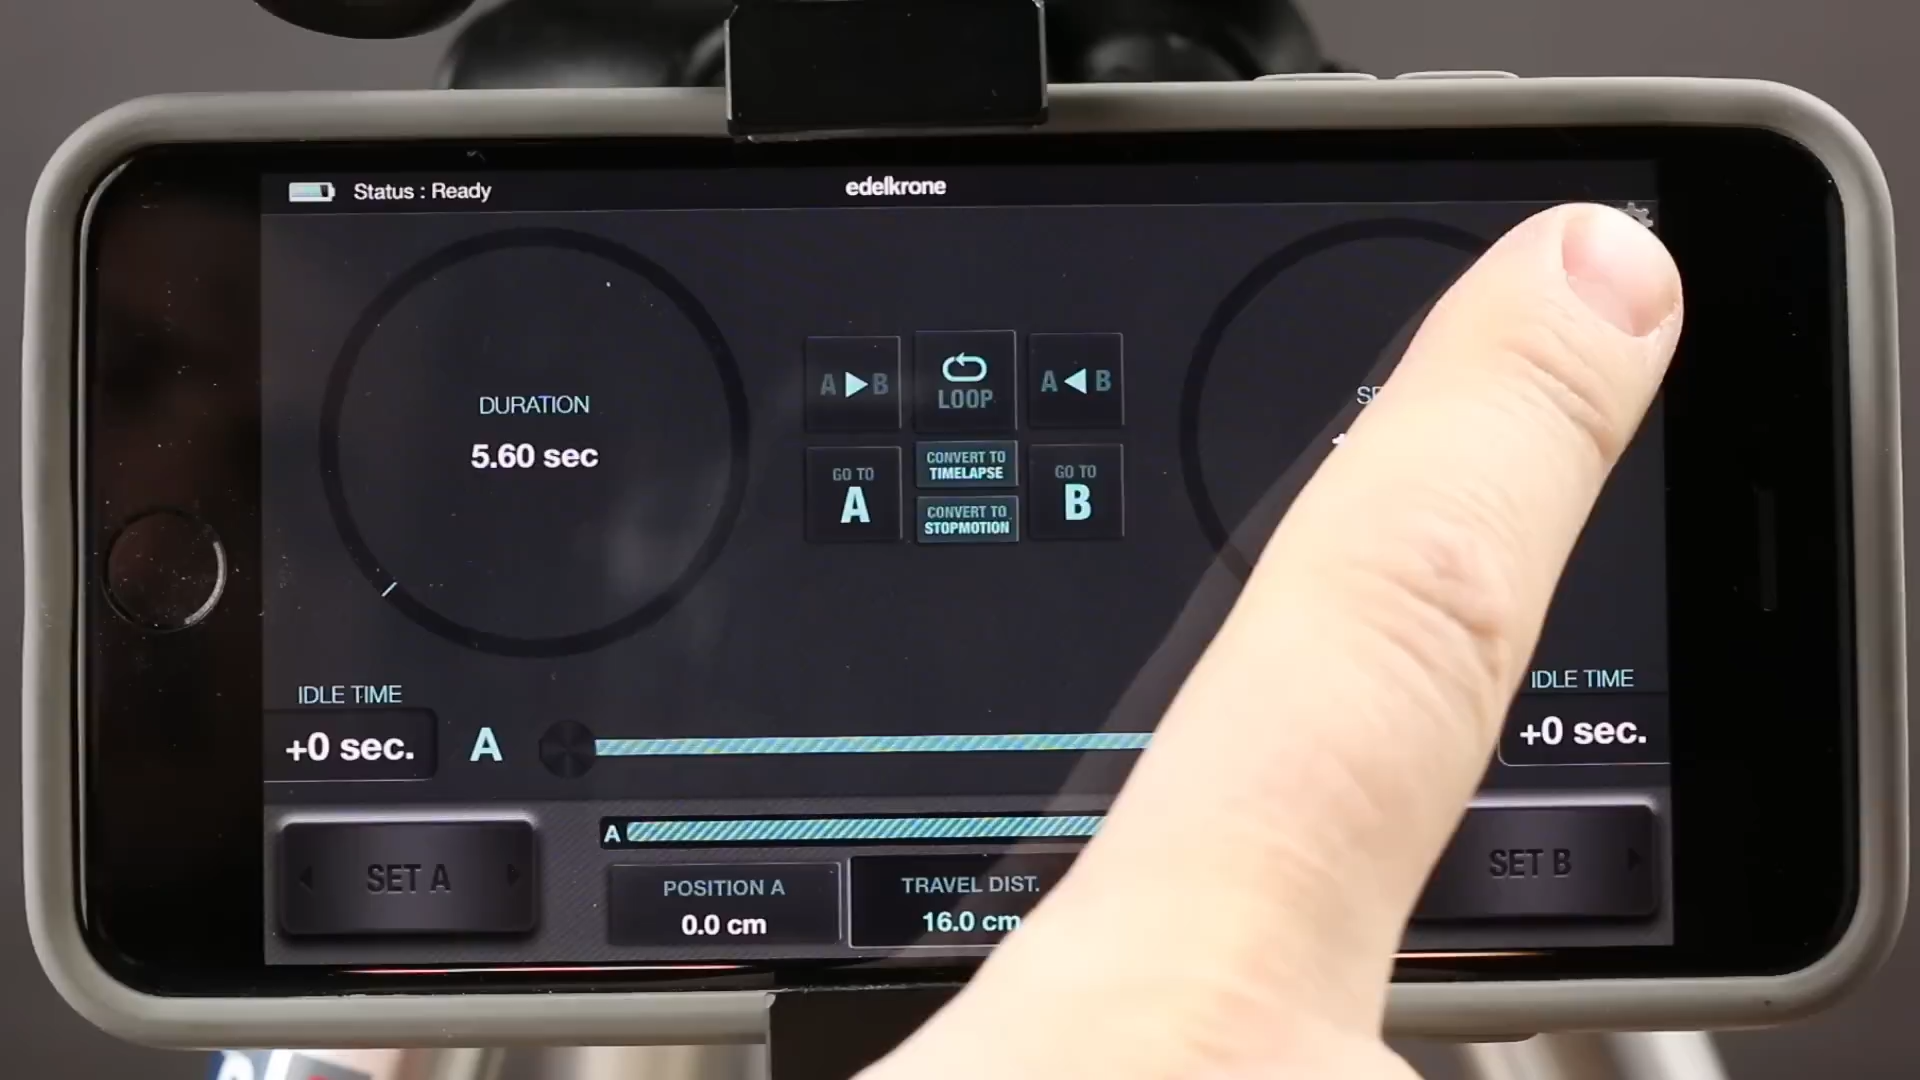 Status : Ready
edelkrone
DURATION
5.60 sec
A B
LOOP
A B
GO TO
A
CONVERT TO
TIMELAPSE
CONVERT TO
STOPMOTION
GO TO
B
IDLE TIME
+0 sec.
A
IDLE TIME
+0 sec.
SET A
A
POSITION A
0.0 cm
TRAVEL DIST.
16.0 cm
SET B